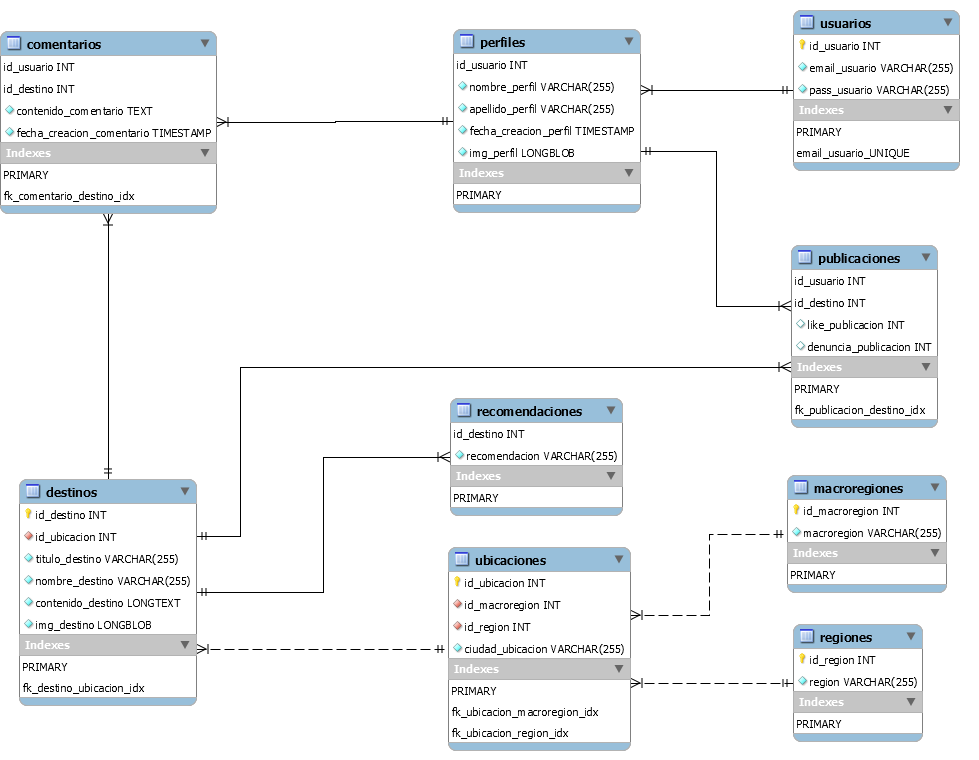 comentarios
id_usuario INT
id_destino INT
contenido_comentario TEXT
fecha_creacion_comentario TIMESTAMP
Indexes
PRIMARY
fk_comentario_destino_idx
perfiles
id_usuario INT
nombre_perfil VARCHAR(255)
apellido_perfil VARCHAR(255)
fecha_creacion_perfil TIMESTAMP
img_perfil LONGBLOB
Indexes
PRIMARY
usuarios
id_usuario INT
email_usuario VARCHAR(255)
pass_usuario VARCHAR(255)
Indexes
PRIMARY
email_usuario_UNIQUE
publicaciones
id_usuario INT
id_destino INT
like_publicacion INT
denuncia_publicacion INT
Indexes
PRIMARY
fk_publicacion_destino_idx
recomendaciones
id_destino INT
recomendacion VARCHAR(255)
Indexes
PRIMARY
destinos
id_destino INT
id_ubicacion INT
titulo_destino VARCHAR(255)
nombre_destino VARCHAR(255)
contenido_destino LONGTEXT
img_destino LONGBLOB
Indexes
PRIMARY
fk_destino_ubicacion_idx
ubicaciones
id_ubicacion INT
id_macroregion INT
id_region INT
ciudad_ubicacion VARCHAR(255)
Indexes
PRIMARY
fk_ubicacion_macroregion_idx
fk_ubicacion_region_idx
macroregiones
id_macroregion INT
macroregion VARCHAR(255)
Indexes
PRIMARY
regiones
id_region INT
region VARCHAR(255)
Indexes
PRIMARY